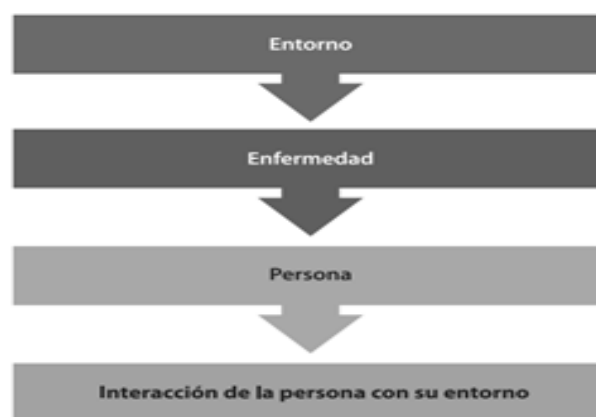 Entorno
Enfermedad
Persona
Interacción de la persona con su entorno